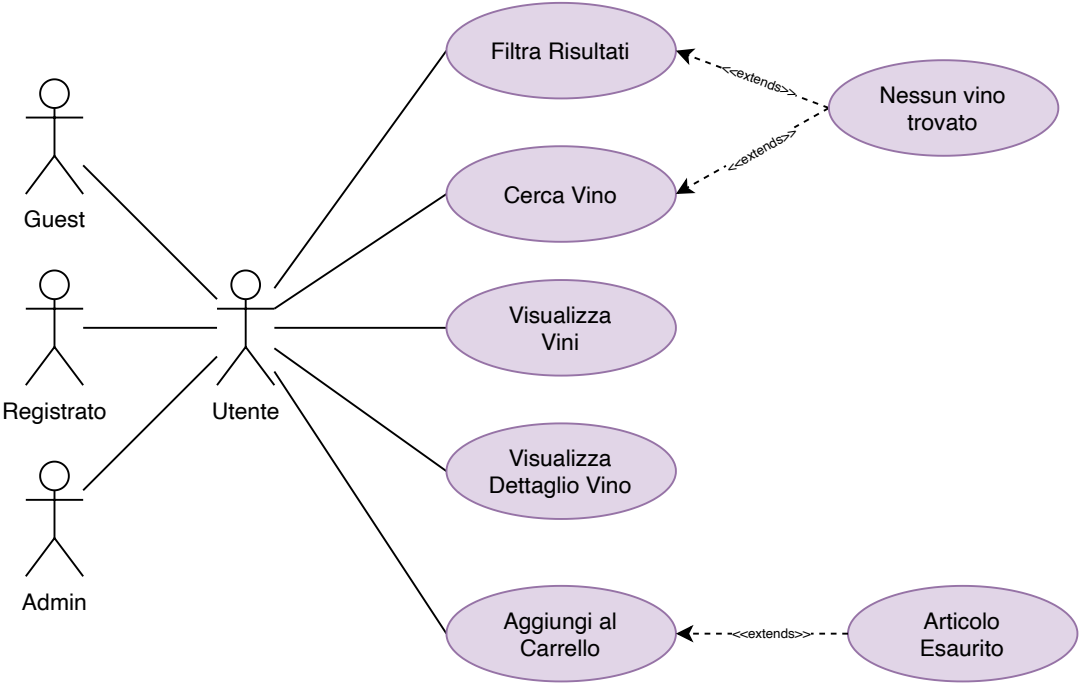 Filtra Risultati
<<extends>>
Nessun vino
trovato
Guest
Cerca Vino
<<extends>>
Registrato
Utente
Visualizza
Vini
Visualizza
Dettaglio Vino
Admin
Aggiungi al
Carrello
<<extends>>
Articolo
Esaurito